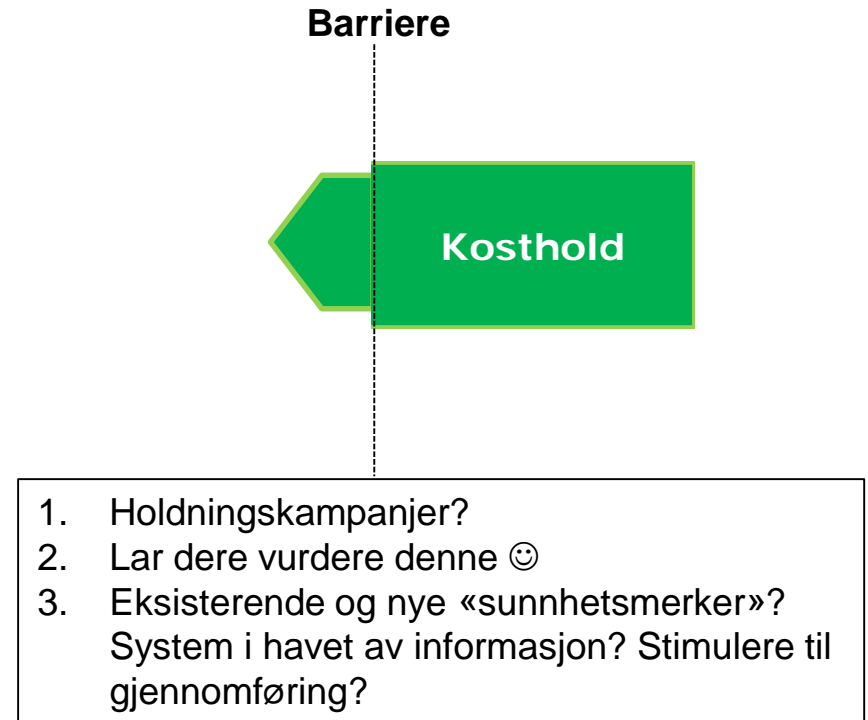 Barriere
Kosthold
1. Holdningskampanjer?
2. Lar dere vurdere denne ☺
3. Eksisterende og nye «sunnhetsmerker»?
System i havet av informasjon? Stimulere til
gjennomføring?